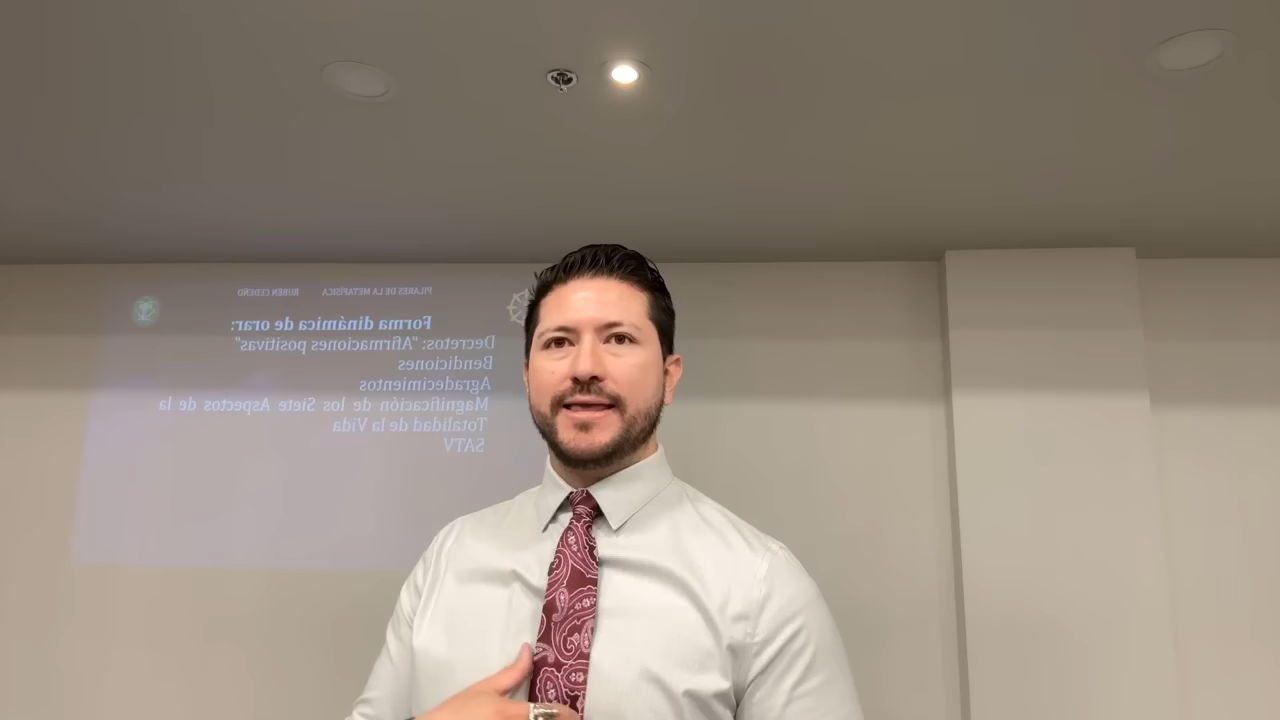 PILARES DE LA METAFÍSICA RUBÉN CEDEÑO
Forma dinámica de orar:
Decretos: "Afirmaciones positivas"
Bendiciones
Agradecimientos
Magnificación de los Siete Aspectos de la
Totalidad de la Vida
SATV